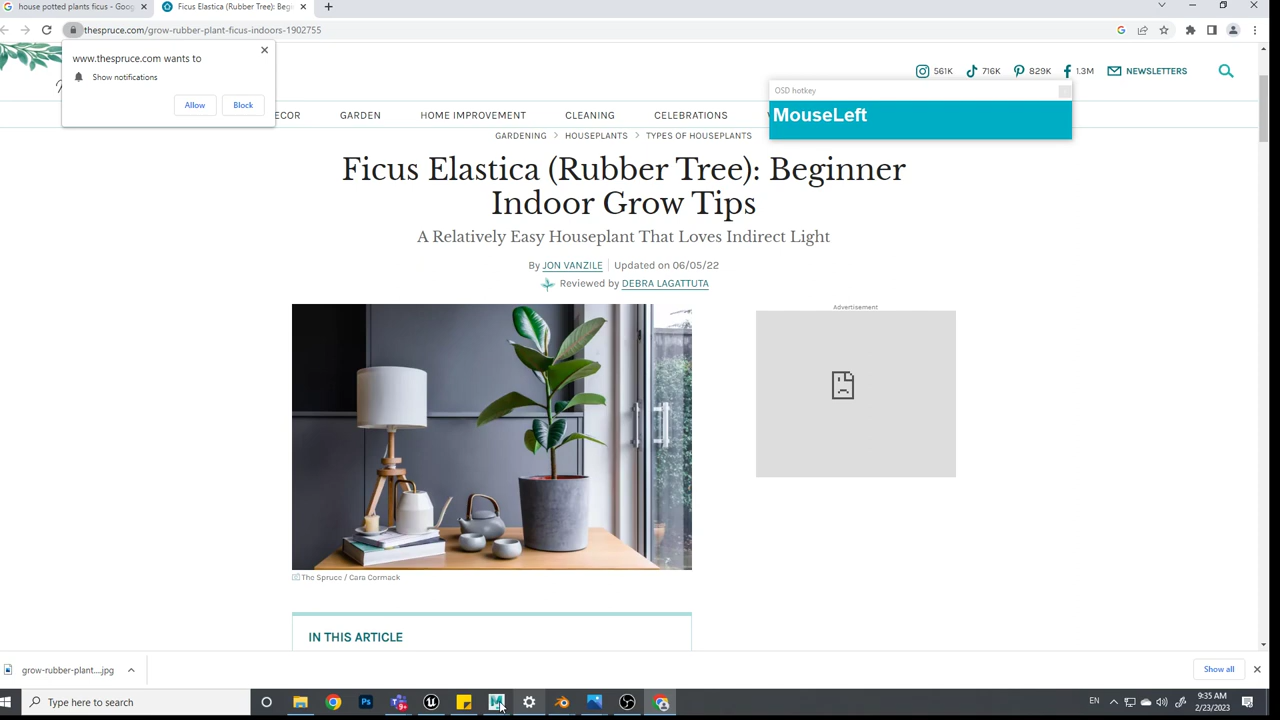 house potted plants ficus - Goog
Ficus Elastica (Rubber Tree): Begi
thespruce.com/grow-rubber-plant-ficus-indoors-1902755
www.thespruce.com wants to
Show notifications
Allow
Block
561K
716K
829K
1.3M
NEWSLETTERS
OSD hotkey
MouseLeft
ECOR
GARDEN
HOME IMPROVEMENT
CLEANING
CELEBRATIONS
GARDENING > HOUSEPLANTS > TYPES OF HOUSEPLANTS
Ficus Elastica (Rubber Tree): Beginner
Indoor Grow Tips
A Relatively Easy Houseplant That Loves Indirect Light
By JON VANZILE | Updated on 06/05/22
Reviewed by DEBRA LAGATTUTA
Advertisement
The Spruce / Cara Cormack
IN THIS ARTICLE
grow-rubber-plant....jpg
Show all
Type here to search
EN
9:35 AM
2/23/2023